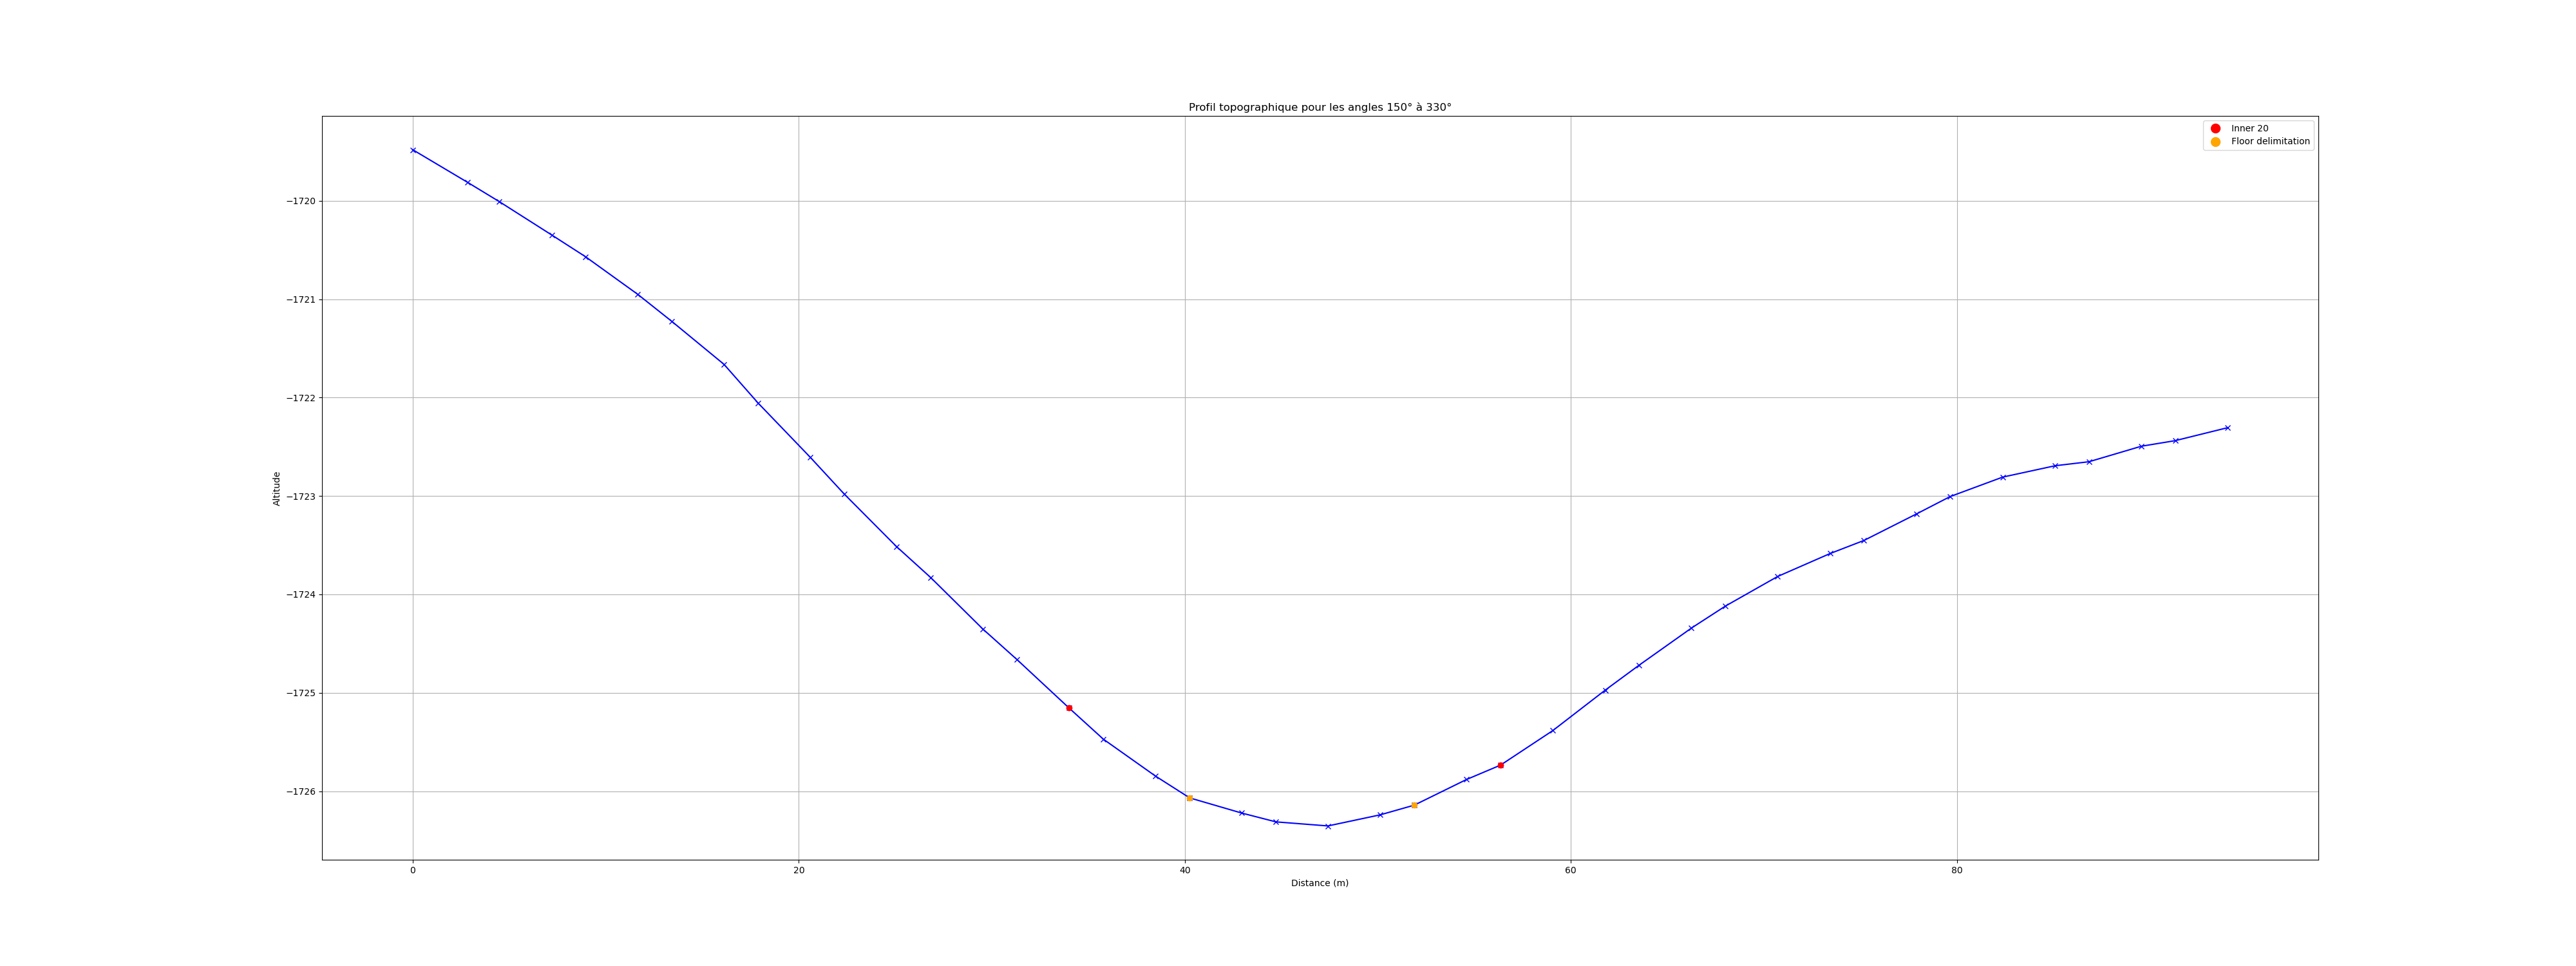 Profil topographique pour les angles 150° à 330°
Inner 20
Floor delimitation
Altitude
−1720
−1721
−1722
−1723
−1724
−1725
−1726
0 20 40 60 80
Distance (m)